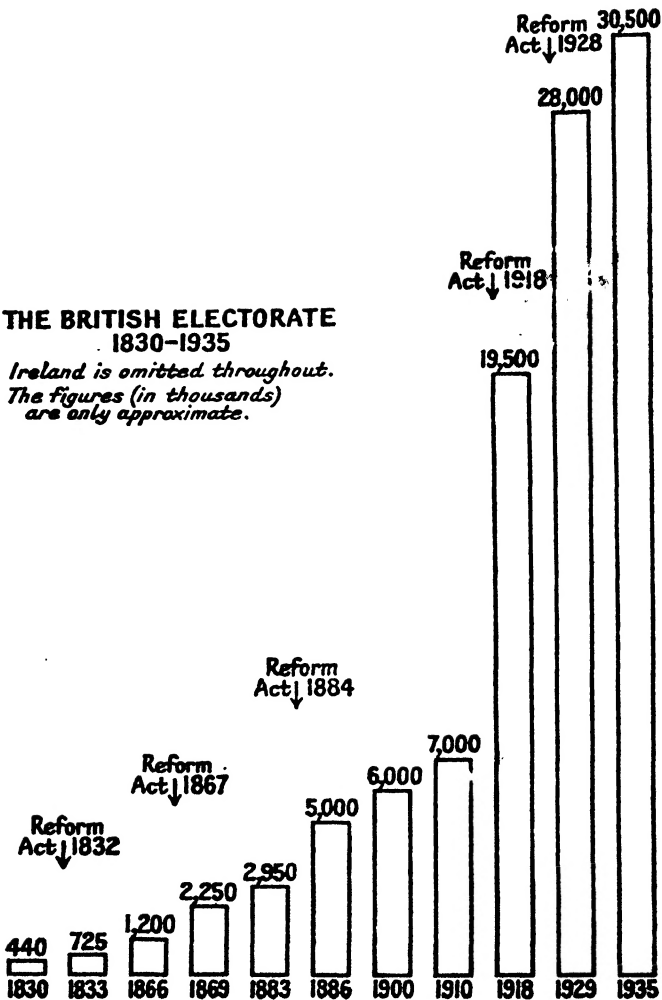 Reform
Act 1928
30,500
28,000
Reform
Act 1918
THE BRITISH ELECTORATE
1830-1935
Ireland is omitted throughout.
The figures (in thousands)
are only approximate.
19,500
Reform
Act 1884
7,000
Reform
Act 1867
6,000
5,000
Reform
Act 1832
2,950
2,250
1,200
725
440
1830 1833 1866 1869 1883 1886 1900 1910 1918 1929 1935